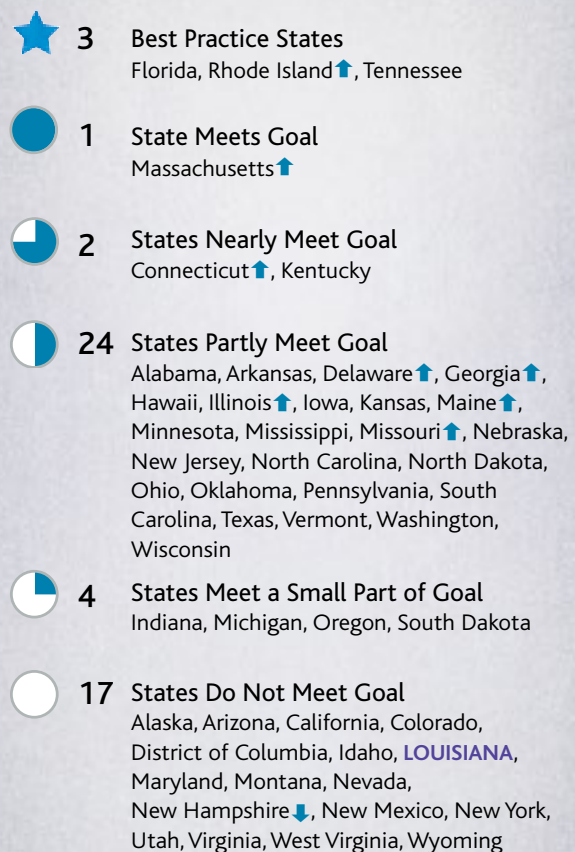 3 Best Practice States
Florida, Rhode Island⬆, Tennessee
1 State Meets Goal
Massachusetts⬆
2 States Nearly Meet Goal
Connecticut⬆, Kentucky
24 States Partly Meet Goal
Alabama, Arkansas, Delaware⬆, Georgia⬆,
Hawaii, Illinois⬆, Iowa, Kansas, Maine⬆,
Minnesota, Mississippi, Missouri⬆, Nebraska,
New Jersey, North Carolina, North Dakota,
Ohio, Oklahoma, Pennsylvania, South
Carolina, Texas, Vermont, Washington,
Wisconsin
4 States Meet a Small Part of Goal
Indiana, Michigan, Oregon, South Dakota
17 States Do Not Meet Goal
Alaska, Arizona, California, Colorado,
District of Columbia, Idaho, LOUISIANA,
Maryland, Montana, Nevada,
New Hampshire⬇, New Mexico, New York,
Utah, Virginia, West Virginia, Wyoming